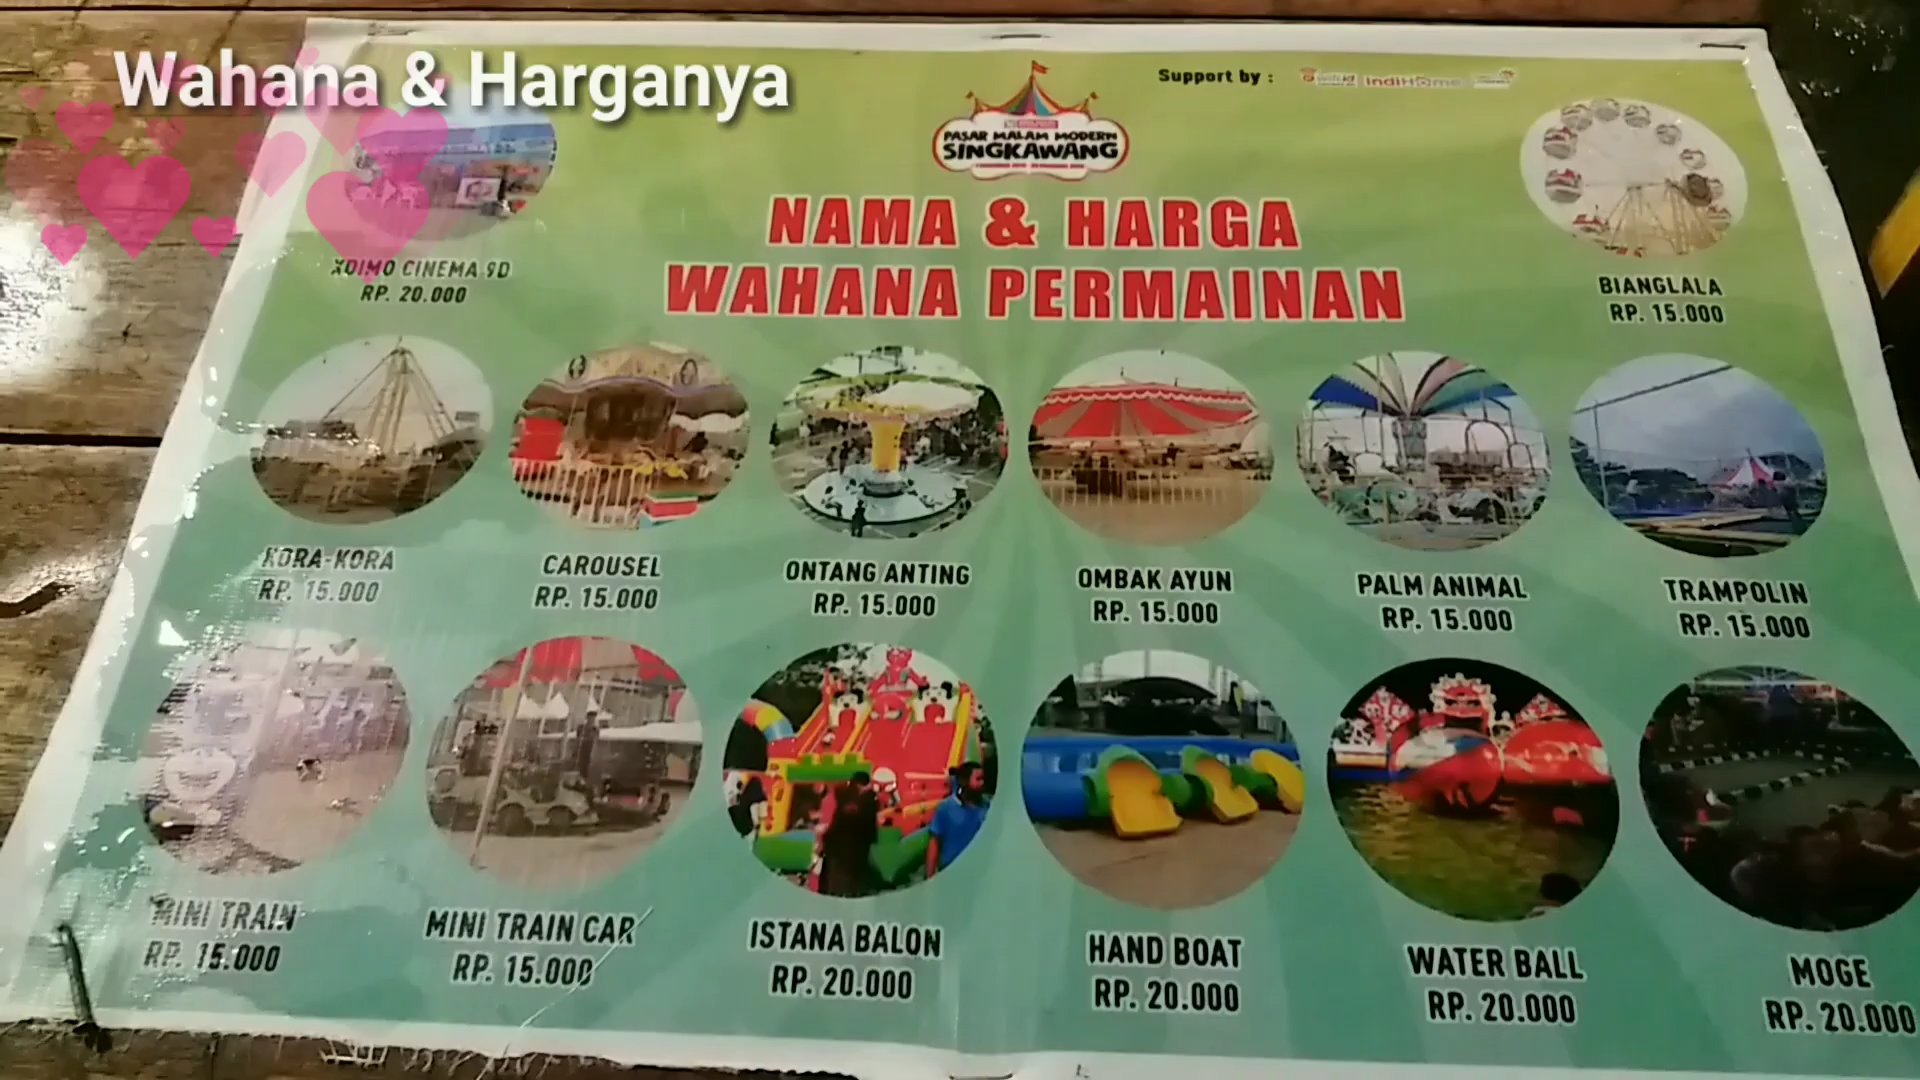 Wahana & Harganya
Support by :
IndiHome
PASAR MALAM MODERN
SINGKAWANG
NAMA & HARGA
WAHANA PERMAINAN
XDIMO CINEMA 9D
RP. 20.000
BIANGLALA
RP. 15.000
KORA-KORA
RP. 15.000
CAROUSEL
RP. 15.000
ONTANG ANTING
RP. 15.000
OMBAK AYUN
RP. 15.000
PALM ANIMAL
RP. 15.000
TRAMPOLIN
RP. 15.000
MINI TRAIN
RP. 15.000
MINI TRAIN CAR
RP. 15.000
ISTANA BALON
RP. 20.000
HAND BOAT
RP. 20.000
WATER BALL
RP. 20.000
MOGE
RP. 20.000